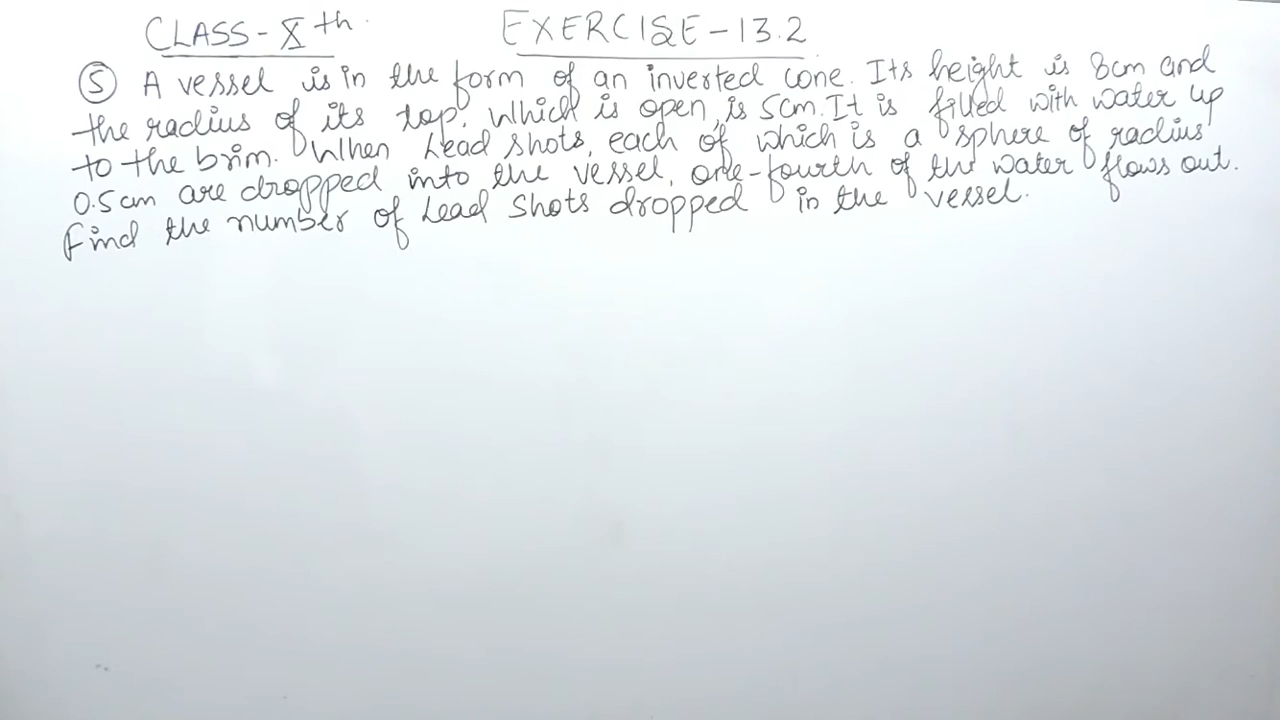 CLASS-Xth. EXERCISE-13.2
⑤ A vessel is in the form of an inverted cone. Its height is 8cm and
the radius of its top. Which is open, is 5cm. It is filled with water up
to the brim. When Lead shots, each of which is a sphere of radius
0.5cm are dropped into the vessel, one-fourth of the water flows out.
Find the number of Lead Shots dropped in the vessel.